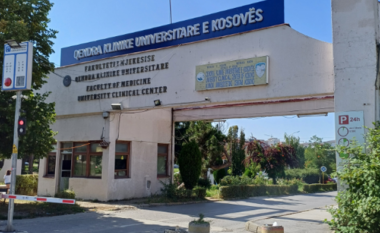 QENDRA KLINIKE UNIVERSITARE E KOSOVËS
FAKULTETI I MJEKËSISË
QENDRA KLINIKE UNIVERSITARE
FACULTY OF MEDICINE
UNIVERSITY CLINICAL CENTER
P 24h